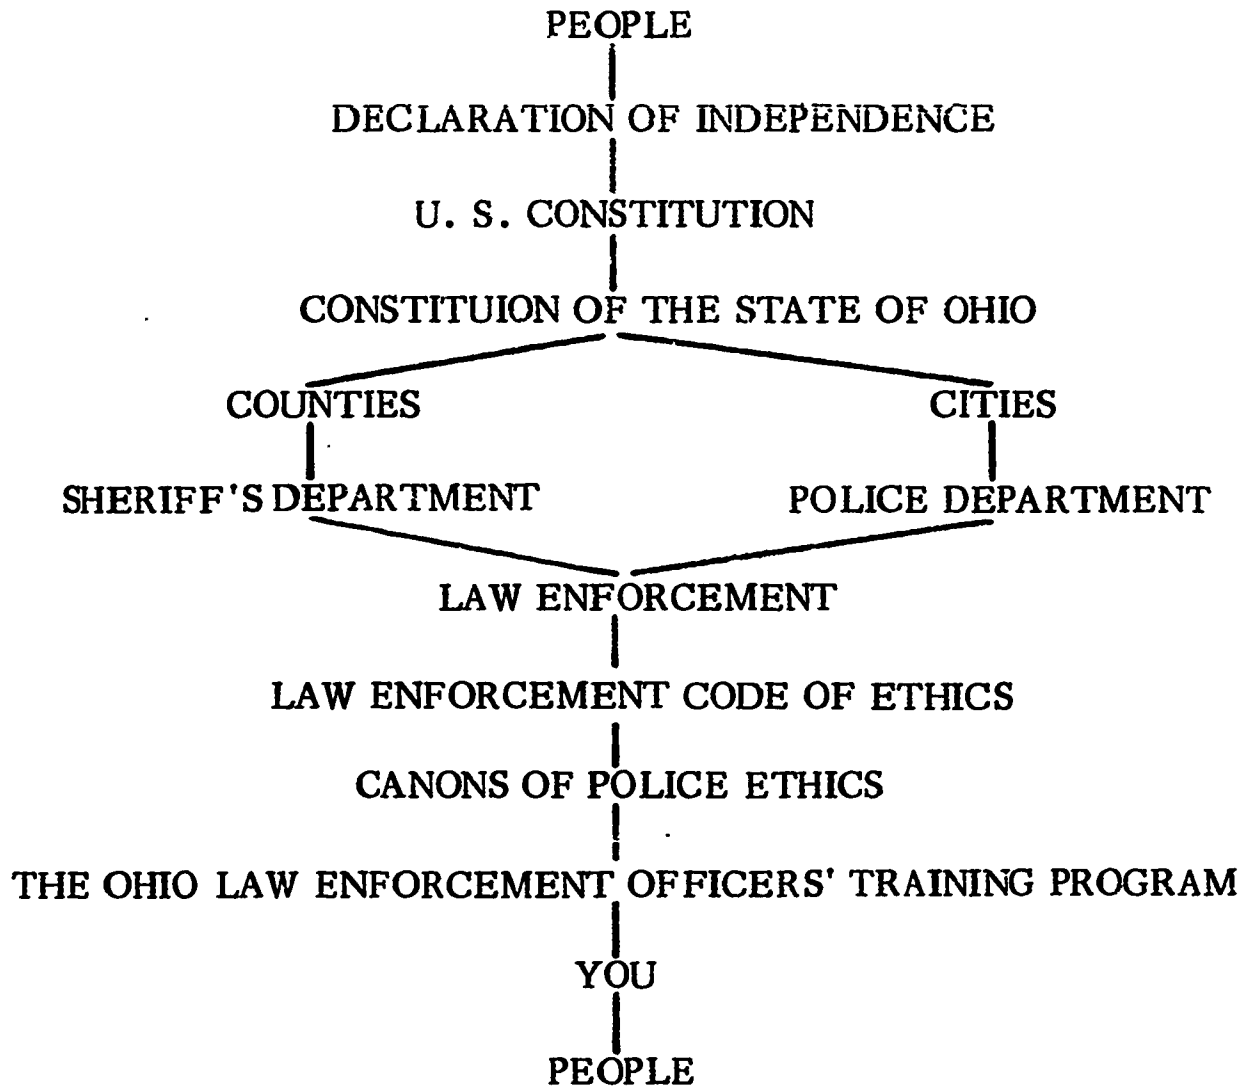 PEOPLE
DECLARATION OF INDEPENDENCE
U. S. CONSTITUTION
CONSTITUION OF THE STATE OF OHIO
COUNTIES
CITIES
SHERIFF'S DEPARTMENT
POLICE DEPARTMENT
LAW ENFORCEMENT
LAW ENFORCEMENT CODE OF ETHICS
CANONS OF POLICE ETHICS
THE OHIO LAW ENFORCEMENT OFFICERS' TRAINING PROGRAM
YOU
PEOPLE